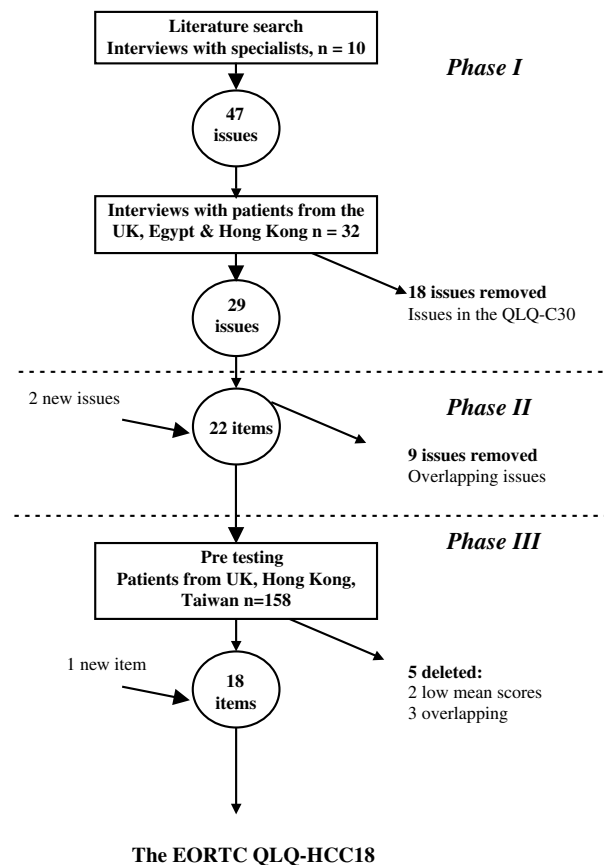 Literature search
Interviews with specialists, n = 10
Phase I
47
issues
Interviews with patients from the
UK, Egypt & Hong Kong n = 32
18 issues removed
Issues in the QLQ-C30
29
issues
Phase II
2 new issues
22 items
9 issues removed
Overlapping issues
Phase III
Pre testing
Patients from UK, Hong Kong,
Taiwan n=158
1 new item
18
items
5 deleted:
2 low mean scores
3 overlapping
The EORTC QLQ-HCC18